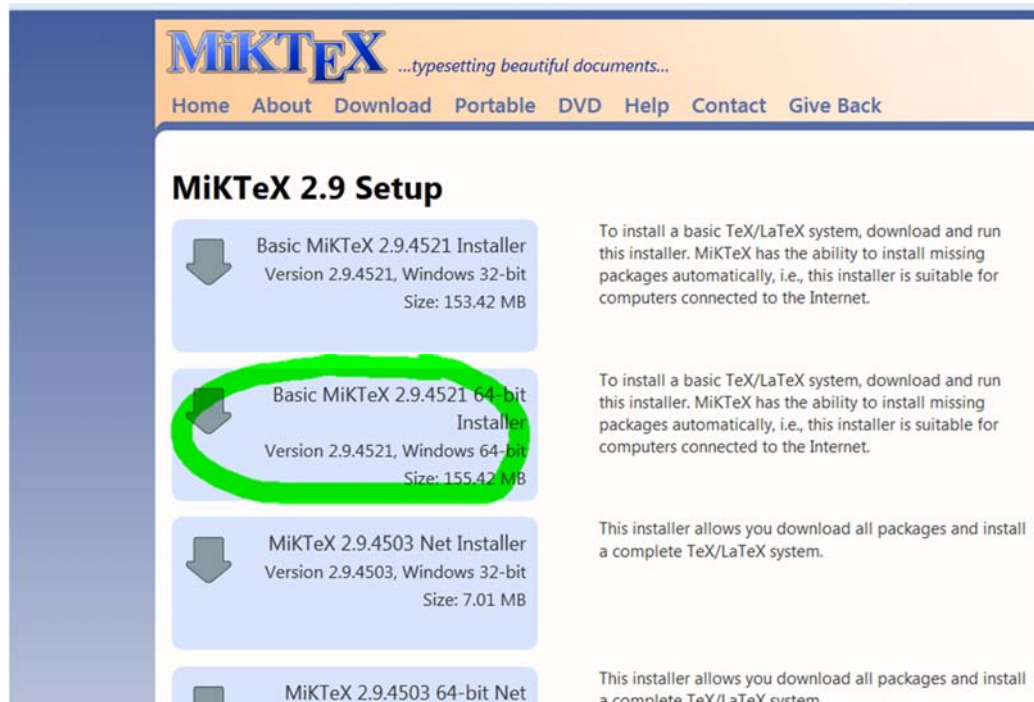 MiKTeX ...typesetting beautiful documents...
Home About Download Portable DVD Help Contact Give Back
MiKTeX 2.9 Setup
Basic MiKTeX 2.9.4521 Installer
Version 2.9.4521, Windows 32-bit
Size: 153.42 MB
To install a basic TeX/LaTeX system, download and run
this installer. MiKTeX has the ability to install missing
packages automatically, i.e., this installer is suitable for
computers connected to the Internet.
Basic MiKTeX 2.9.4521 64-bit
Installer
Version 2.9.4521, Windows 64-bit
Size: 155.42 MB
To install a basic TeX/LaTeX system, download and run
this installer. MiKTeX has the ability to install missing
packages automatically, i.e., this installer is suitable for
computers connected to the Internet.
MiKTeX 2.9.4503 Net Installer
Version 2.9.4503, Windows 32-bit
Size: 7.01 MB
This installer allows you download all packages and install
a complete TeX/LaTeX system.
MiKTeX 2.9.4503 64-bit Net
This installer allows you download all packages and install
a complete TeX/LaTeX system.